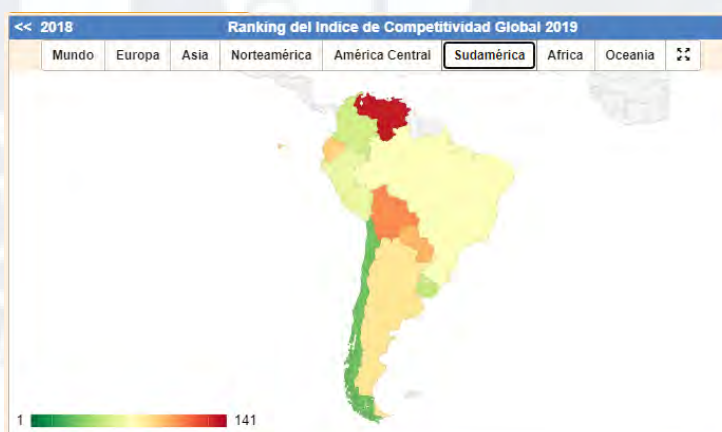 << 2018 Ranking del Indice de Competitividad Global 2019
Mundo Europa Asia Norteamérica América Central Sudamérica Africa Oceania
1 141